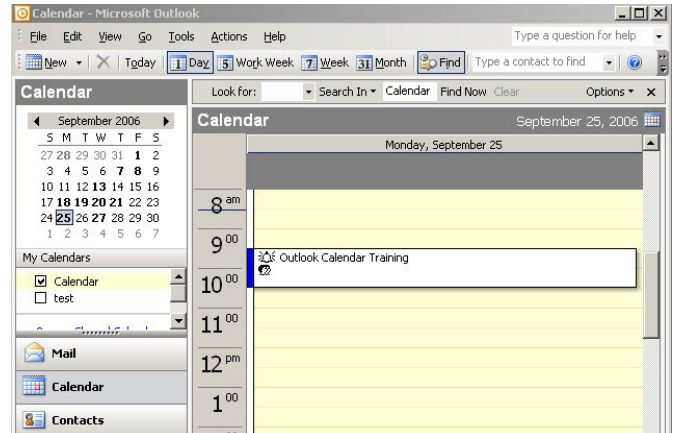 Calendar - Microsoft Outlook
File Edit View Go Tools Actions Help Type a question for help
New Today 1 Day 5 Work Week 7 Week 31 Month Find Type a contact to find
Calendar
Look for: Search In Calendar Find Now Clear Options
September 2006
S M T W T F S
27 28 29 30 31 1 2
3 4 5 6 7 8 9
10 11 12 13 14 15 16
17 18 19 20 21 22 23
24 25 26 27 28 29 30
1 2 3 4 5 6 7
My Calendars
Calendar
test
Mail
Calendar
Contacts
Calendar September 25, 2006
Monday, September 25
8 am
9 00
Outlook Calendar Training
10 00
11 00
12 pm
1 00